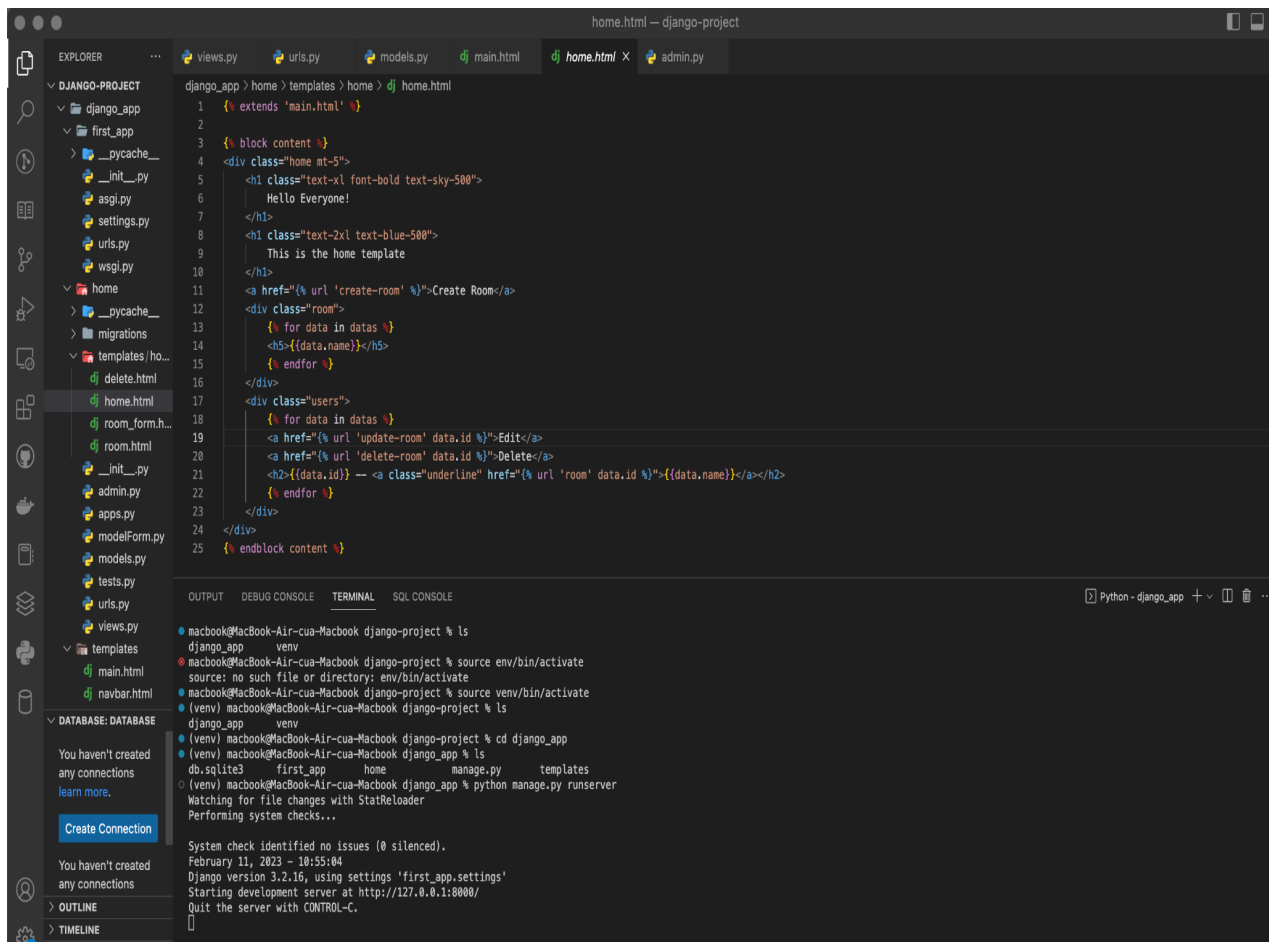 home.html — django-project
EXPLORER ...
views.py urls.py models.py dj main.html dj home.html × admin.py
DJANGO-PROJECT
django_app > home > templates > home > dj home.html
django_app
first_app
__pycache__
__init__.py
asgi.py
settings.py
urls.py
wsgi.py
home
__pycache__
migrations
templates/ho...
dj delete.html
dj home.html
dj room_form.h...
dj room.html
__init__.py
admin.py
apps.py
modelForm.py
models.py
tests.py
urls.py
views.py
templates
dj main.html
dj navbar.html
DATABASE: DATABASE
You haven't created
any connections
learn more.
Create Connection
You haven't created
any connections
OUTLINE
TIMELINE
1 {% extends 'main.html' %}
2
3 {% block content %}
4 <div class="home mt-5">
5 <h1 class="text-xl font-bold text-sky-500">
6 Hello Everyone!
7 </h1>
8 <h1 class="text-2xl text-blue-500">
9 This is the home template
10 </h1>
11 <a href="{% url 'create-room' %}">Create Room</a>
12 <div class="room">
13 {% for data in datas %}
14 <h5>{{data.name}}</h5>
15 {% endfor %}
16 </div>
17 <div class="users">
18 {% for data in datas %}
19 <a href="{% url 'update-room' data.id %}">Edit</a>
20 <a href="{% url 'delete-room' data.id %}">Delete</a>
21 <h2>{{data.id}} -- <a class="underline" href="{% url 'room' data.id %}">{{data.name}}</a></h2>
22 {% endfor %}
23 </div>
24 </div>
25 {% endblock content %}
OUTPUT DEBUG CONSOLE TERMINAL SQL CONSOLE
Python - django_app
macbook@MacBook-Air-cua-Macbook django-project % ls
django_app venv
macbook@MacBook-Air-cua-Macbook django-project % source env/bin/activate
source: no such file or directory: env/bin/activate
macbook@MacBook-Air-cua-Macbook django-project % source venv/bin/activate
(venv) macbook@MacBook-Air-cua-Macbook django-project % ls
django_app venv
(venv) macbook@MacBook-Air-cua-Macbook django-project % cd django_app
(venv) macbook@MacBook-Air-cua-Macbook django_app % ls
db.sqlite3 first_app home manage.py templates
(venv) macbook@MacBook-Air-cua-Macbook django_app % python manage.py runserver
Watching for file changes with StatReloader
Performing system checks...
System check identified no issues (0 silenced).
February 11, 2023 - 10:55:04
Django version 3.2.16, using settings 'first_app.settings'
Starting development server at http://127.0.0.1:8000/
Quit the server with CONTROL-C.